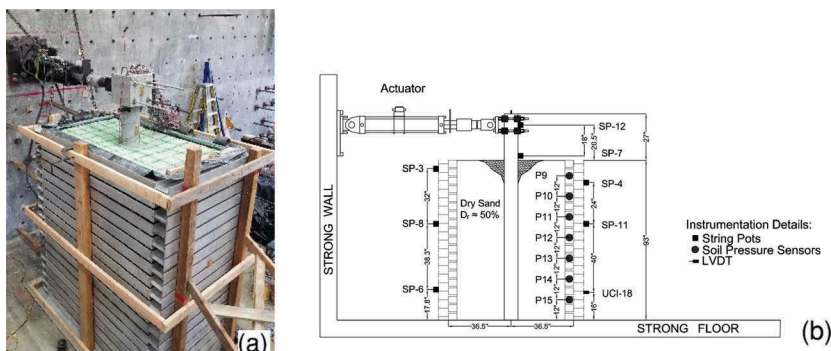 (a)
Actuator
SP-12
SP-7
18"
20.5"
27"
SP-3
32"
SP-8
38.3"
SP-6
17.8"
STRONG WALL
Dry Sand
Dr ≈ 50%
P9
12"
P10
12"
P11
12"
P12
12"
P13
12"
P14
12"
P15
12"
SP-4
24"
SP-11
40"
UCI-18
16"
93"
36.5"
36.5"
STRONG FLOOR
Instrumentation Details:
String Pots
Soil Pressure Sensors
LVDT
(b)